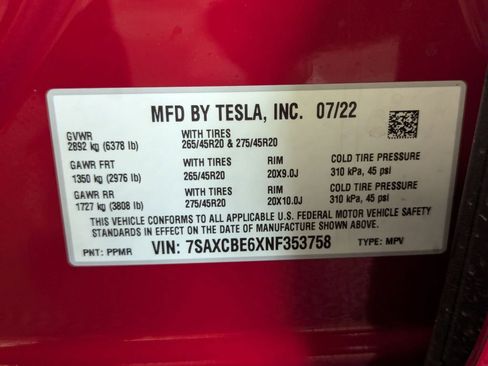 MFD BY TESLA, INC. 07/22
GVWR WITH TIRES
2892 kg (6378 lb) 265/45R20 & 275/45R20
GAWR FRT WITH TIRES RIM COLD TIRE PRESSURE
1350 kg (2976 lb) 265/45R20 20X9.0J 310 kPa, 45 psi
GAWR RR WITH TIRES RIM COLD TIRE PRESSURE
1727 kg (3808 lb) 275/45R20 20X10.0J 310 kPa, 45 psi
THIS VEHICLE CONFORMS TO ALL APPLICABLE U.S. FEDERAL MOTOR VEHICLE SAFETY
STANDARDS IN EFFECT ON THE DATE OF MANUFACTURE SHOWN ABOVE.
PNT: PPMR VIN: 7SAXCBE6XNF353758 TYPE: MPV